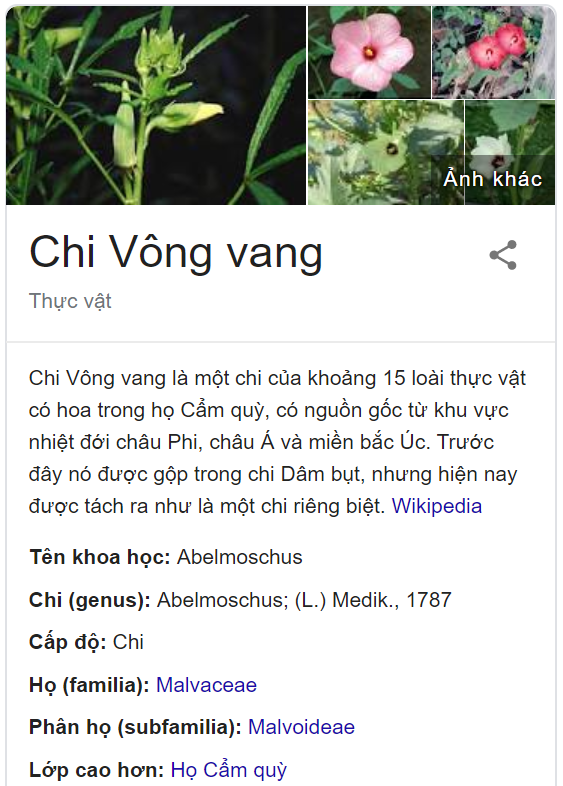 Ảnh khác
Chi Vông vang
Thực vật
Chi Vông vang là một chi của khoảng 15 loài thực vật
có hoa trong họ Cẩm quỳ, có nguồn gốc từ khu vực
nhiệt đới châu Phi, châu Á và miền bắc Úc. Trước
đây nó được gộp trong chi Dâm bụt, nhưng hiện nay
được tách ra như là một chi riêng biệt. Wikipedia
Tên khoa học: Abelmoschus
Chi (genus): Abelmoschus; (L.) Medik., 1787
Cấp độ: Chi
Họ (familia): Malvaceae
Phân họ (subfamilia): Malvoideae
Lớp cao hơn: Họ Cẩm quỳ